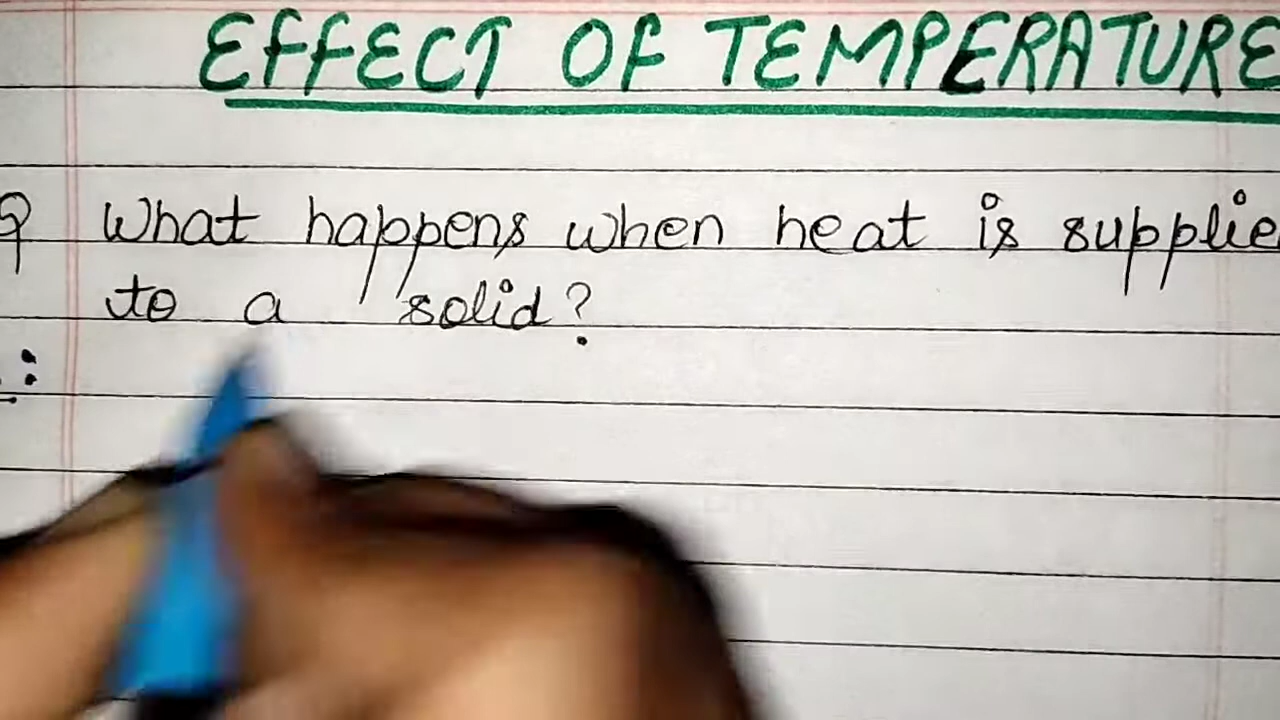 EFFECT OF TEMPERATURE
Q What happens when heat is supplie
to a solid?